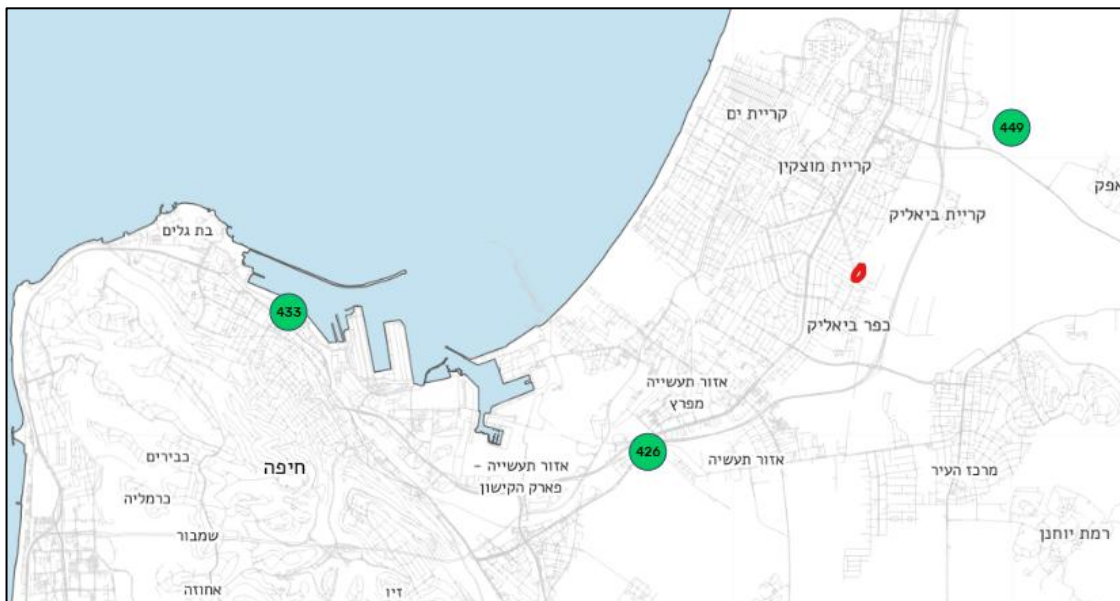 קריית ים
449
קריית מוצקין
אפק
קריית ביאליק
בת גלים
433
כפר ביאליק
אזור תעשייה
מפרץ
426
כבירים
חיפה
אזור תעשייה -
פארק הקישון
אזור תעשיה
מרכז העיר
כרמליה
שמבור
רמת יוחנן
אחוזה
זיו